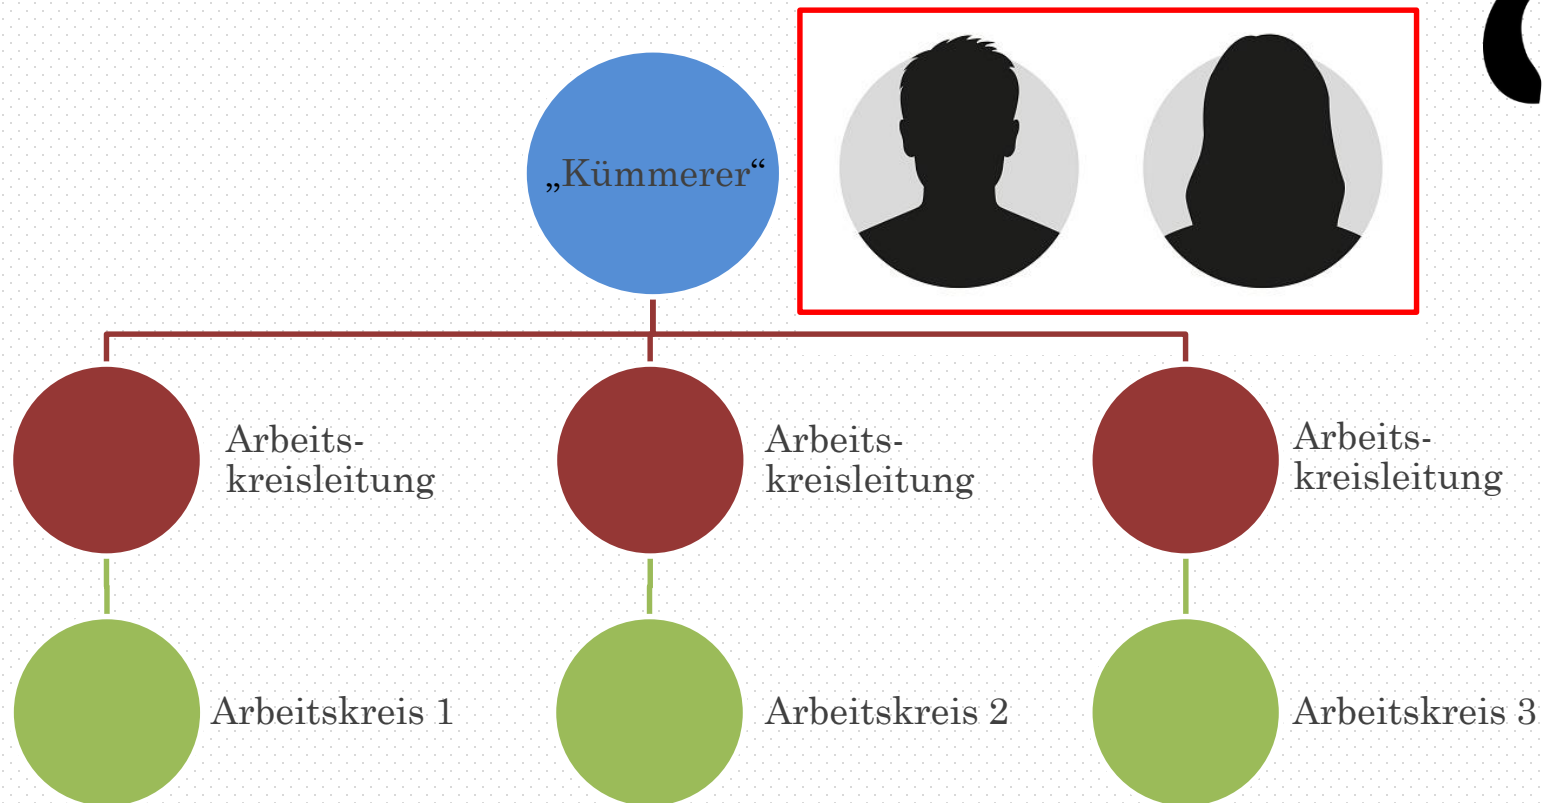 „Kümmerer“
Arbeits-
kreisleitung
Arbeits-
kreisleitung
Arbeits-
kreisleitung
Arbeitskreis 1
Arbeitskreis 2
Arbeitskreis 3